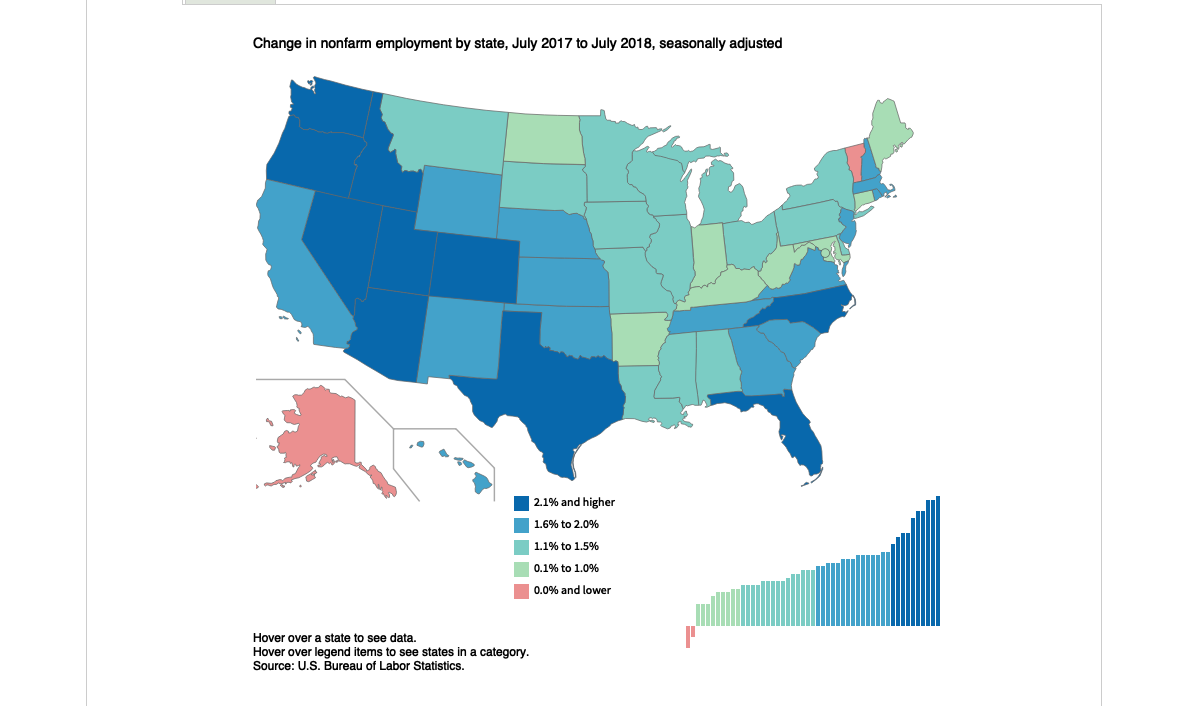 Change in nonfarm employment by state, July 2017 to July 2018, seasonally adjusted
2.1% and higher
1.6% to 2.0%
1.1% to 1.5%
0.1% to 1.0%
0.0% and lower
Hover over a state to see data.
Hover over legend items to see states in a category.
Source: U.S. Bureau of Labor Statistics.